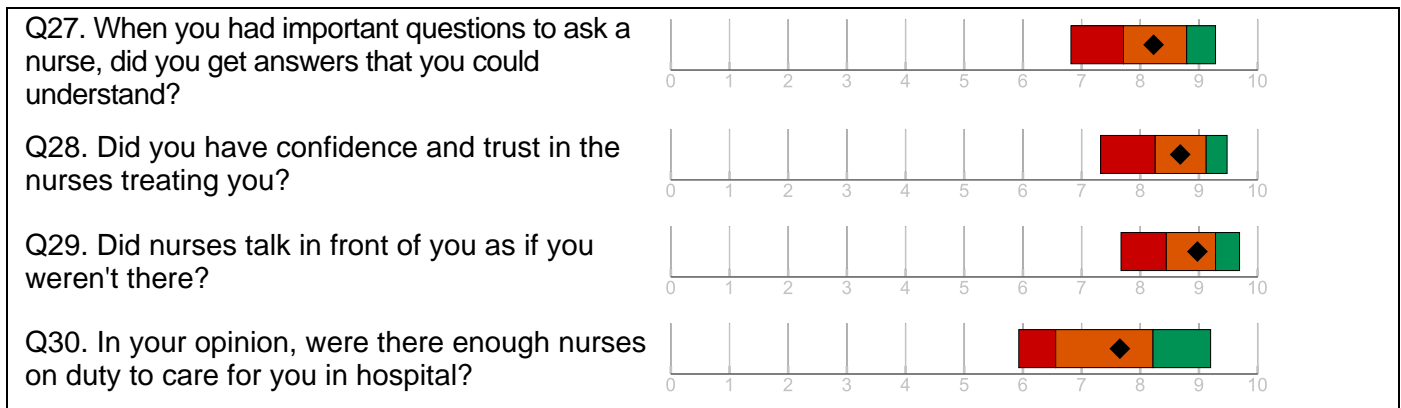 Q27. When you had important questions to ask a
nurse, did you get answers that you could
understand?
0 1 2 3 4 5 6 7 8 9 10
Q28. Did you have confidence and trust in the
nurses treating you?
0 1 2 3 4 5 6 7 8 9 10
Q29. Did nurses talk in front of you as if you
weren't there?
0 1 2 3 4 5 6 7 8 9 10
Q30. In your opinion, were there enough nurses
on duty to care for you in hospital?
0 1 2 3 4 5 6 7 8 9 10